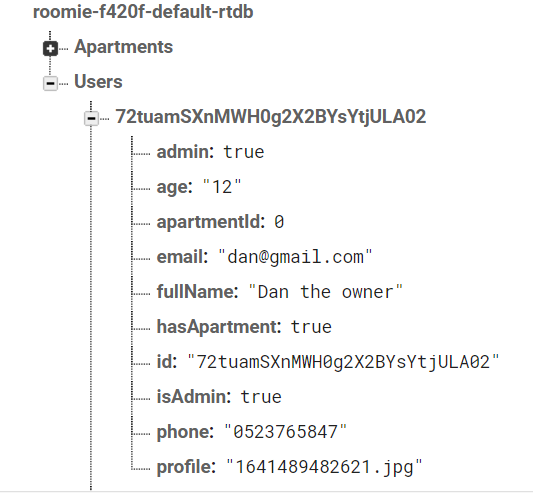 roomie-f420f-default-rtdb
Apartments
Users
72tuamSXnMWH0g2X2BYsYtjULA02
admin: true
age: "12"
apartmentId: 0
email: "dan@gmail.com"
fullName: "Dan the owner"
hasApartment: true
id: "72tuamSXnMWH0g2X2BYsYtjULA02"
isAdmin: true
phone: "0523765847"
profile: "1641489482621.jpg"